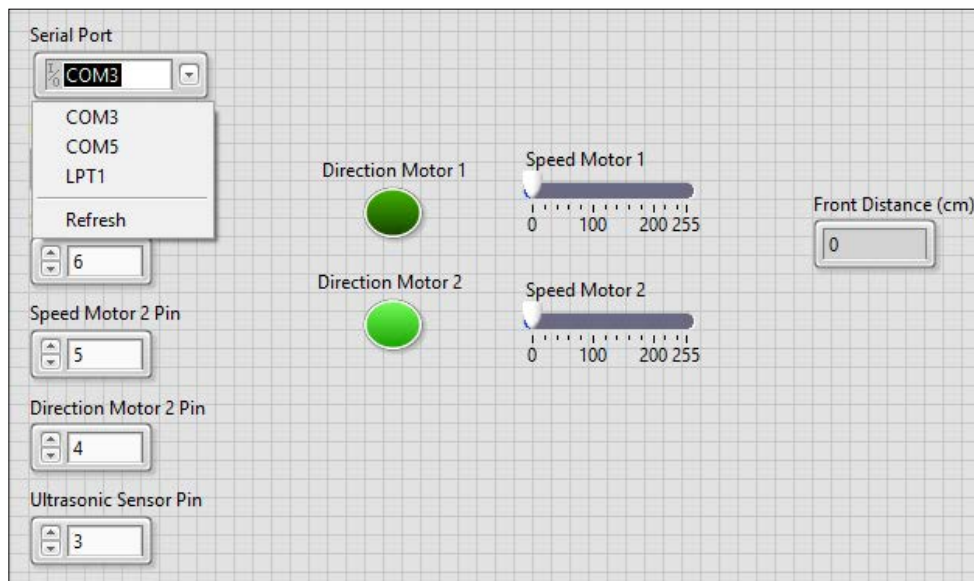 Serial Port
COM3
COM3
COM5
LPT1
Refresh
6
Speed Motor 2 Pin
5
Direction Motor 2 Pin
4
Ultrasonic Sensor Pin
3
Direction Motor 1
Direction Motor 2
Speed Motor 1
0 100 200 255
Speed Motor 2
0 100 200 255
Front Distance (cm)
0